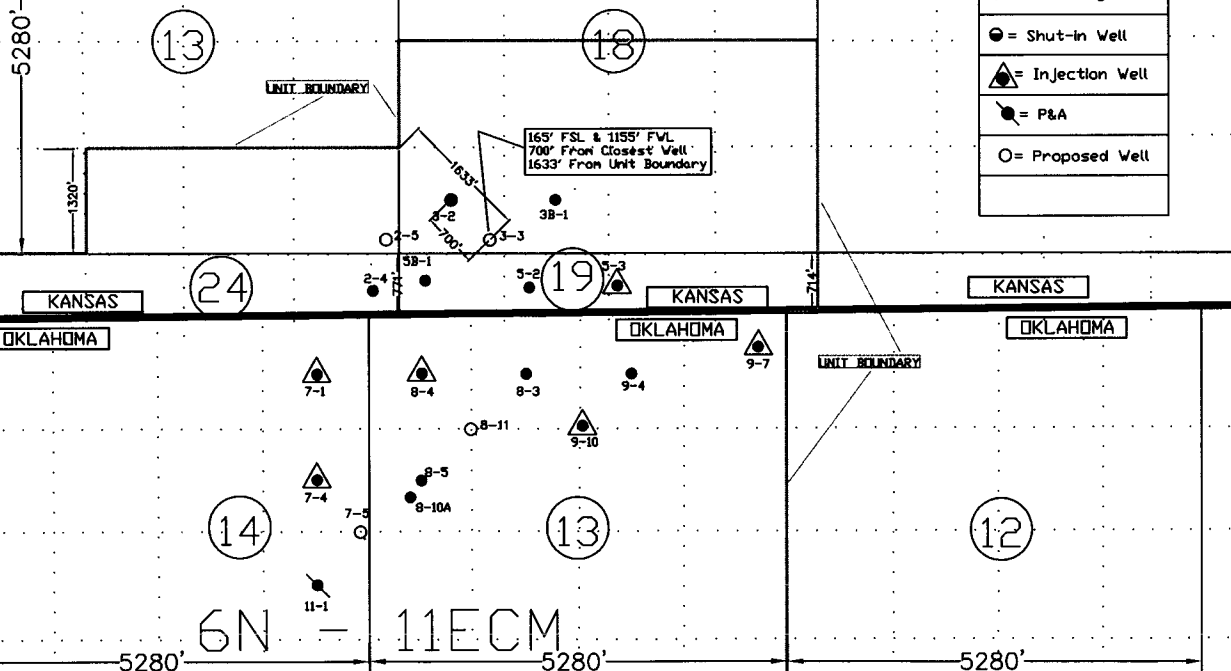 13
18
5280'
= Shut-in Well
= Injection Well
= P&A
= Proposed Well
UNIT BOUNDARY
165' FSL & 1155' FWL
700' From Closest Well
1633' From Unit Boundary
1633'
1320'
3-2
3B-1
700'
2-5
3-3
5B-1
24
2-4
771'
5-2
19
5-3
714'
KANSAS
KANSAS
KANSAS
OKLAHOMA
OKLAHOMA
OKLAHOMA
9-7
UNIT BOUNDARY
7-1
8-4
8-3
9-4
8-11
9-10
8-5
7-4
8-10A
7-5
14
13
12
11-1
6N - 11ECM
5280'
5280'
5280'